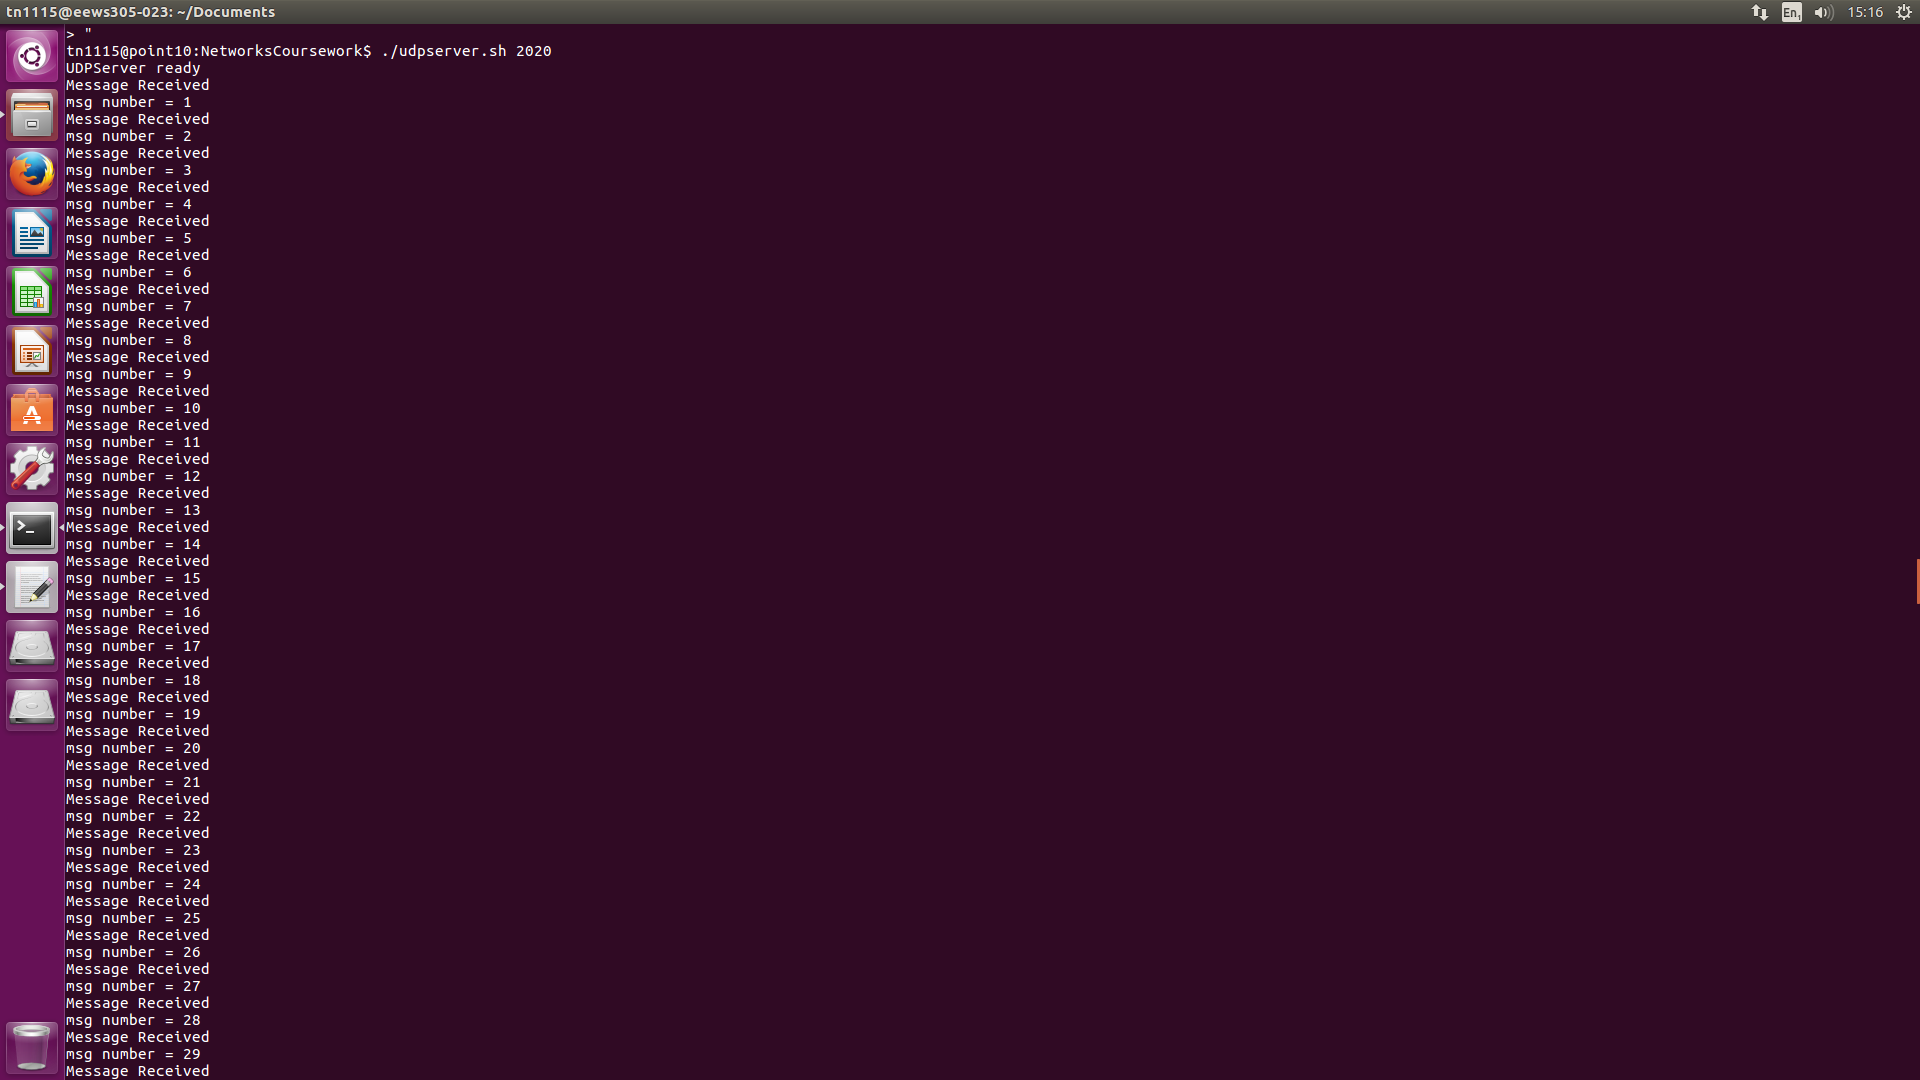 tn1115@eews305-023: ~/Documents
En1
15:16
> "
tn1115@point10:NetworksCoursework$ ./udpserver.sh 2020
UDPServer ready
Message Received
msg number = 1
Message Received
msg number = 2
Message Received
msg number = 3
Message Received
msg number = 4
Message Received
msg number = 5
Message Received
msg number = 6
Message Received
msg number = 7
Message Received
msg number = 8
Message Received
msg number = 9
Message Received
msg number = 10
Message Received
msg number = 11
Message Received
msg number = 12
Message Received
msg number = 13
Message Received
msg number = 14
Message Received
msg number = 15
Message Received
msg number = 16
Message Received
msg number = 17
Message Received
msg number = 18
Message Received
msg number = 19
Message Received
msg number = 20
Message Received
msg number = 21
Message Received
msg number = 22
Message Received
msg number = 23
Message Received
msg number = 24
Message Received
msg number = 25
Message Received
msg number = 26
Message Received
msg number = 27
Message Received
msg number = 28
Message Received
msg number = 29
Message Received